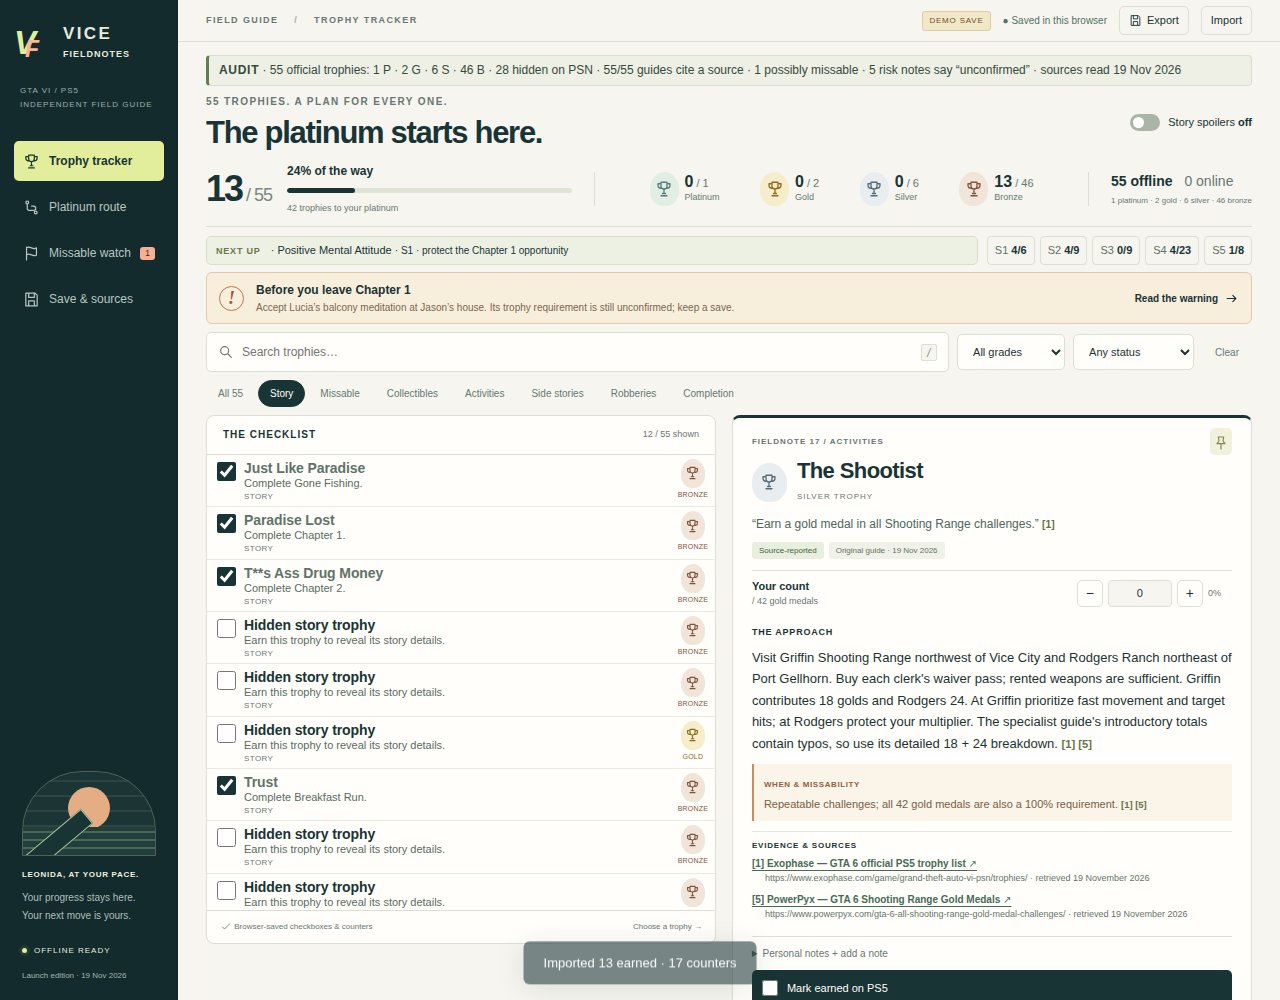 VICE
FIELDNOTES
GTA VI / PS5
INDEPENDENT FIELD GUIDE
Trophy tracker
Platinum route
Missable watch 1
Save & sources
LEONIDA, AT YOUR PACE.
Your progress stays here.
Your next move is yours.
OFFLINE READY
Launch edition · 19 Nov 2026
FIELD GUIDE / TROPHY TRACKER
DEMO SAVE ● Saved in this browser Export Import
AUDIT · 55 official trophies: 1 P · 2 G · 6 S · 46 B · 28 hidden on PSN · 55/55 guides cite a source · 1 possibly missable · 5 risk notes say “unconfirmed” · sources read 19 Nov 2026
55 TROPHIES. A PLAN FOR EVERY ONE.
The platinum starts here.
Story spoilers off
13 / 55
24% of the way
42 trophies to your platinum
0 / 1
Platinum
0 / 2
Gold
0 / 6
Silver
13 / 46
Bronze
55 offline 0 online
1 platinum · 2 gold · 6 silver · 46 bronze
NEXT UP · Positive Mental Attitude · S1 · protect the Chapter 1 opportunity
S1 4/6 S2 4/9 S3 0/9 S4 4/23 S5 1/8
! Before you leave Chapter 1
Accept Lucia’s balcony meditation at Jason’s house. Its trophy requirement is still unconfirmed; keep a save.
Read the warning →
Search trophies… /
All grades Any status Clear
All 55 Story Missable Collectibles Activities Side stories Robberies Completion
THE CHECKLIST 12 / 55 shown
Just Like Paradise
Complete Gone Fishing.
STORY
BRONZE
Paradise Lost
Complete Chapter 1.
STORY
BRONZE
T**s Ass Drug Money
Complete Chapter 2.
STORY
BRONZE
Hidden story trophy
Earn this trophy to reveal its story details.
STORY
BRONZE
Hidden story trophy
Earn this trophy to reveal its story details.
STORY
BRONZE
Hidden story trophy
Earn this trophy to reveal its story details.
STORY
GOLD
Trust
Complete Breakfast Run.
STORY
BRONZE
Hidden story trophy
Earn this trophy to reveal its story details.
STORY
BRONZE
Hidden story trophy
Earn this trophy to reveal its story details.
Browser-saved checkboxes & counters Choose a trophy →
FIELDNOTE 17 / ACTIVITIES
The Shootist
SILVER TROPHY
“Earn a gold medal in all Shooting Range challenges.” [1]
Source-reported Original guide · 19 Nov 2026
Your count
/ 42 gold medals
− 0 + 0%
THE APPROACH
Visit Griffin Shooting Range northwest of Vice City and Rodgers Ranch northeast of
Port Gellhorn. Buy each clerk's waiver pass; rented weapons are sufficient. Griffin
contributes 18 golds and Rodgers 24. At Griffin prioritize fast movement and target
hits; at Rodgers protect your multiplier. The specialist guide's introductory totals
contain typos, so use its detailed 18 + 24 breakdown. [1] [5]
WHEN & MISSABILITY
Repeatable challenges; all 42 gold medals are also a 100% requirement. [1] [5]
EVIDENCE & SOURCES
[1] Exophase — GTA 6 official PS5 trophy list ↗
https://www.exophase.com/game/grand-theft-auto-vi-psn/trophies/ · retrieved 19 November 2026
[5] PowerPyx — GTA 6 Shooting Range Gold Medals ↗
https://www.powerpyx.com/gta-6-all-shooting-range-gold-medal-challenges/ · retrieved 19 November 2026
Personal notes + add a note
Mark earned on PS5
Imported 13 earned · 17 counters